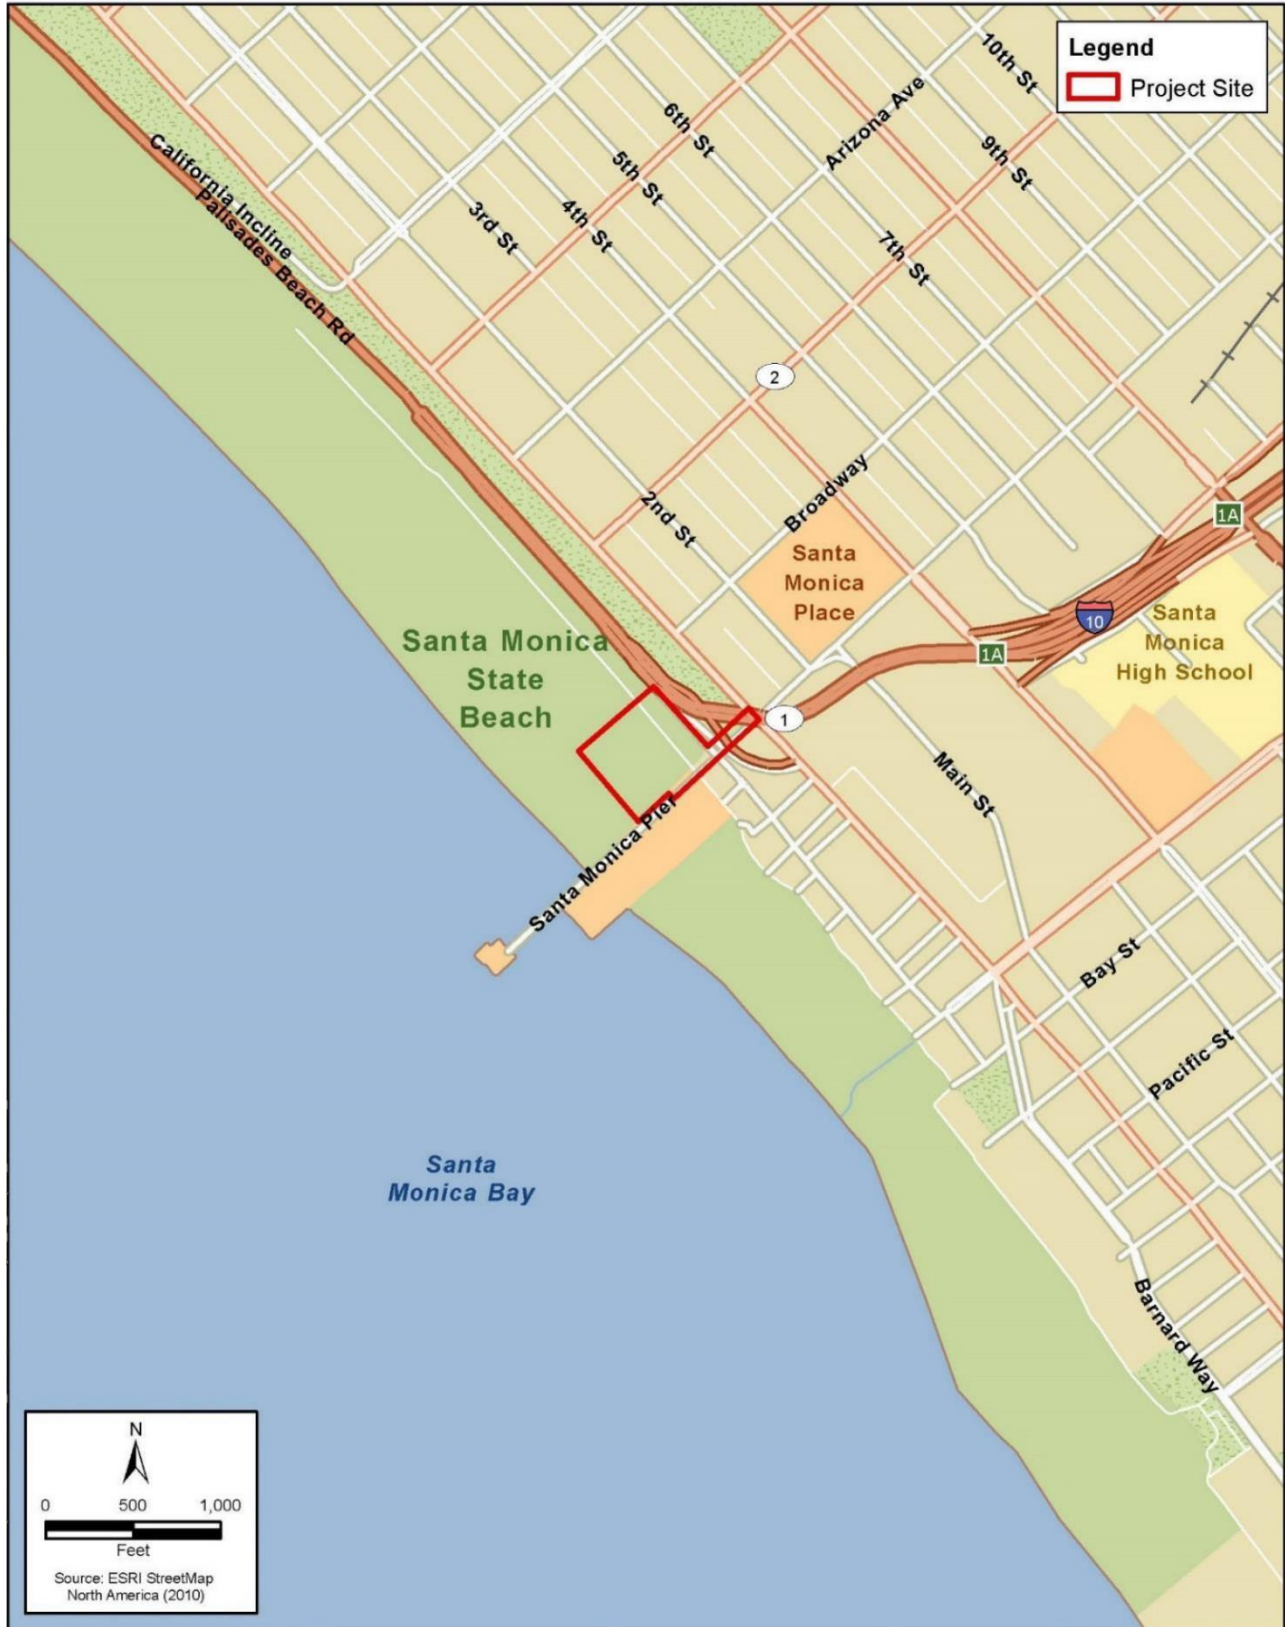 Legend
Project Site
10th St
Arizona Ave
6th St
9th St
5th St
California Incline
Palisades Beach Rd
3rd St
4th St
7th St
2
2nd St
Broadway
1A
Santa
Monica
Place
10
Santa
Monica
High School
Santa Monica
State
Beach
1A
1
Main St
Santa Monica Pier
Bay St
Pacific St
Santa
Monica Bay
Barnard Way
N
0 500 1,000
Feet
Source: ESRI StreetMap
North America (2010)